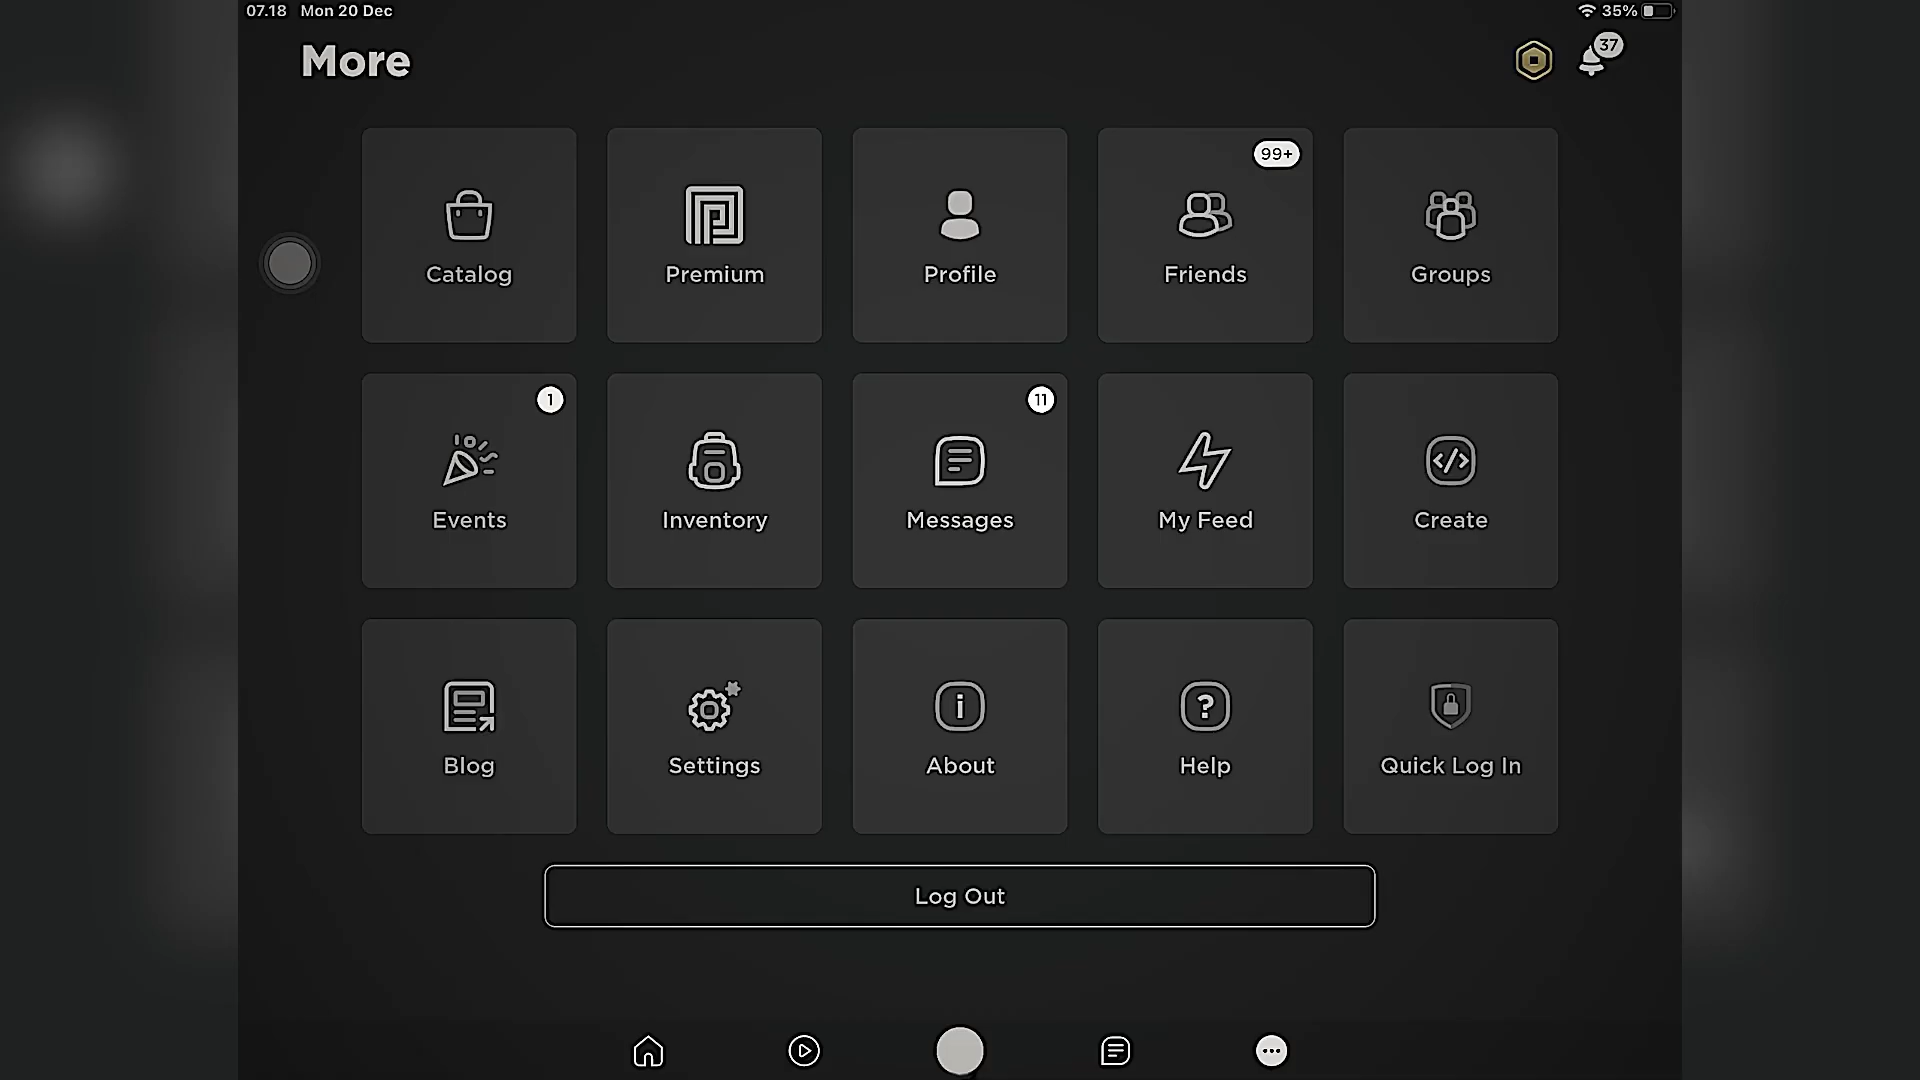 07.18 Mon 20 Dec
35%
More
37
99+
Catalog
Premium
Profile
Friends
Groups
1
11
Events
Inventory
Messages
My Feed
Create
Blog
Settings
About
Help
Quick Log In
Log Out